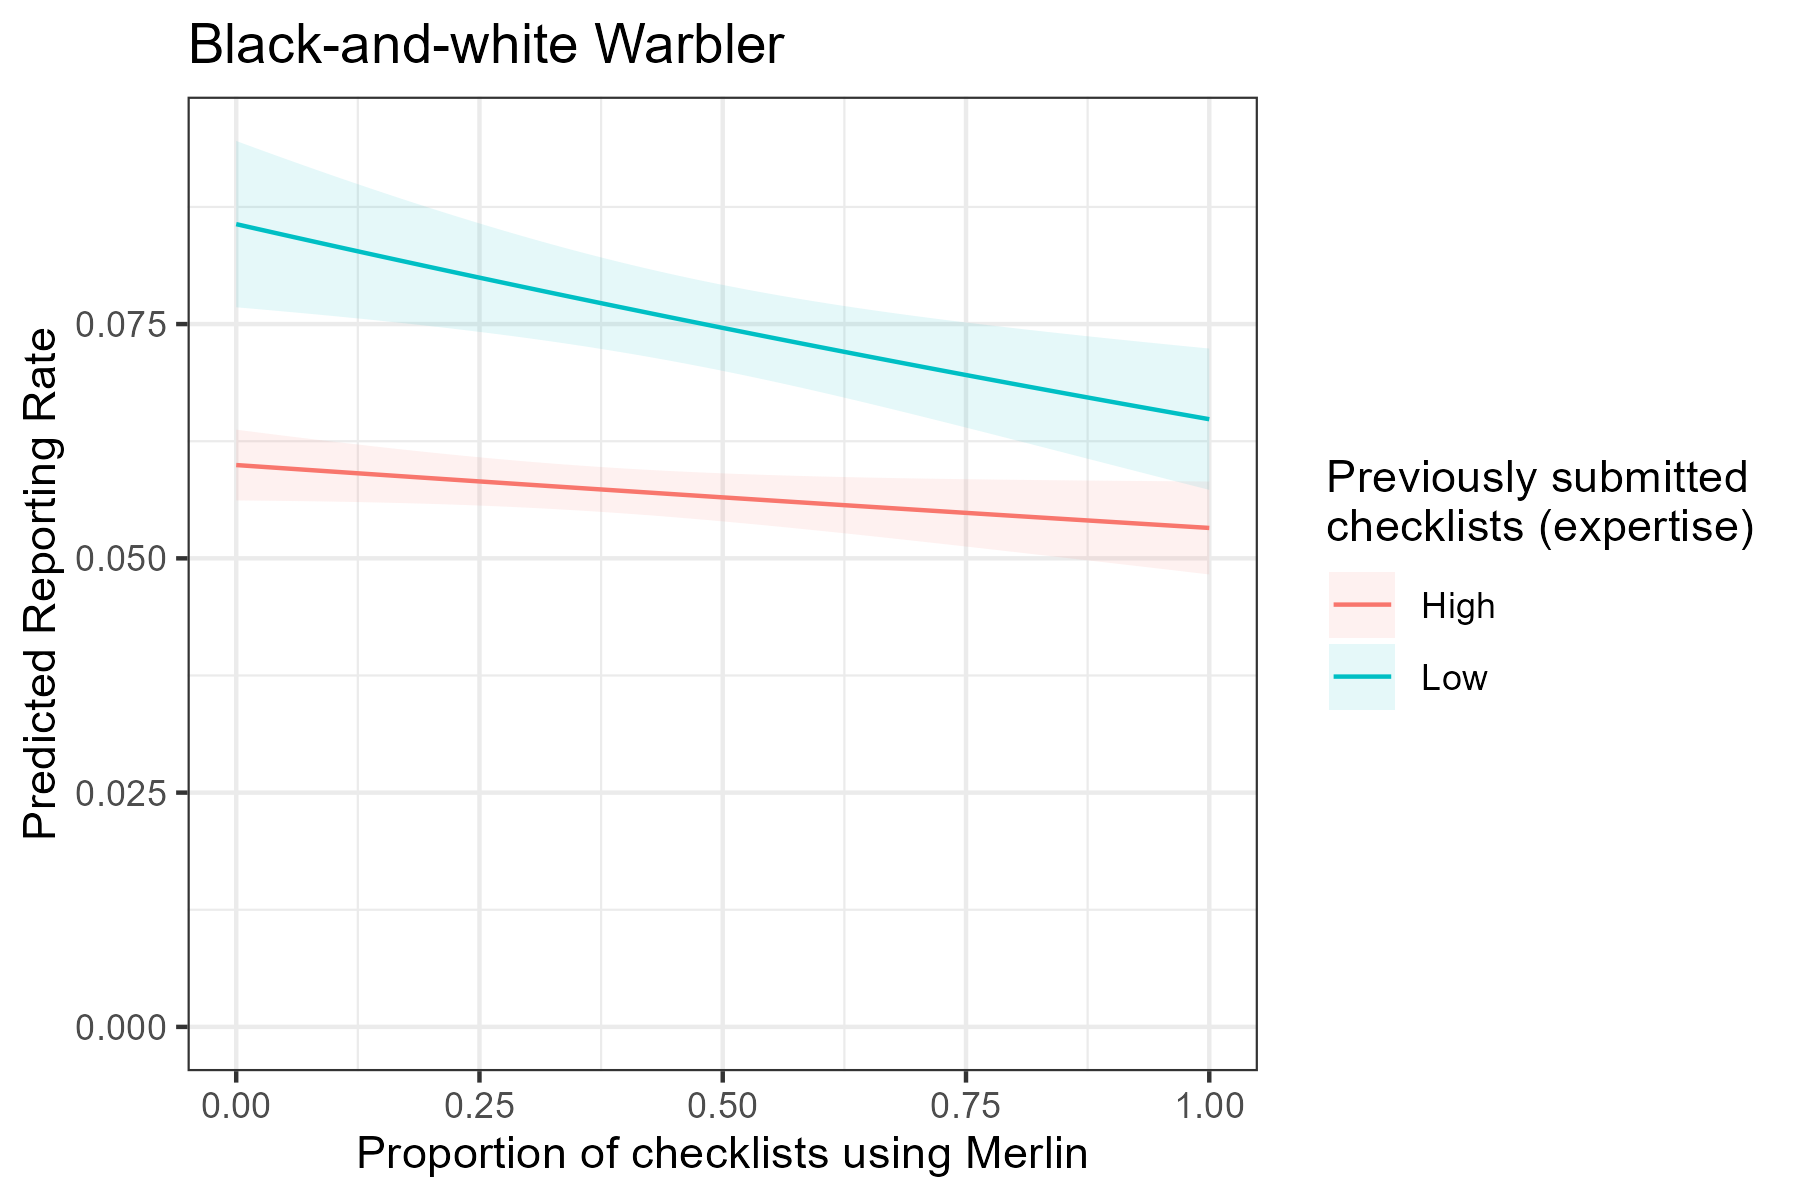 Black-and-white Warbler
Predicted Reporting Rate
0.075
0.050
0.025
0.000
0.00 0.25 0.50 0.75 1.00
Proportion of checklists using Merlin
Previously submitted
checklists (expertise)
High
Low